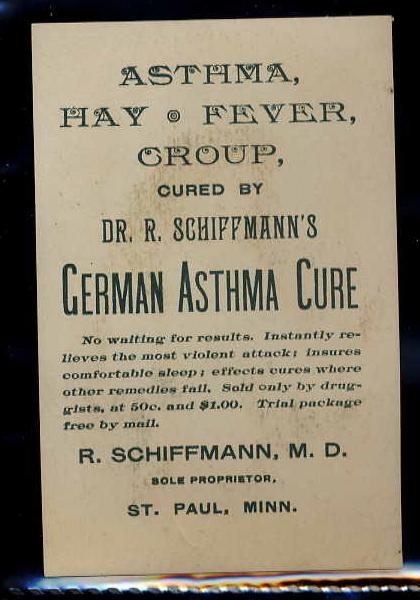 ASTHMA,
HAY FEVER,
CROUP,
CURED BY
DR. R. SCHIFFMANN'S
GERMAN ASTHMA CURE
No waiting for results. Instantly re-
lieves the most violent attack; insures
comfortable sleep; effects cures where
other remedies fail. Sold only by drug-
gists, at 50c. and $1.00. Trial package
free by mail.
R. SCHIFFMANN, M. D.
SOLE PROPRIETOR,
ST. PAUL, MINN.